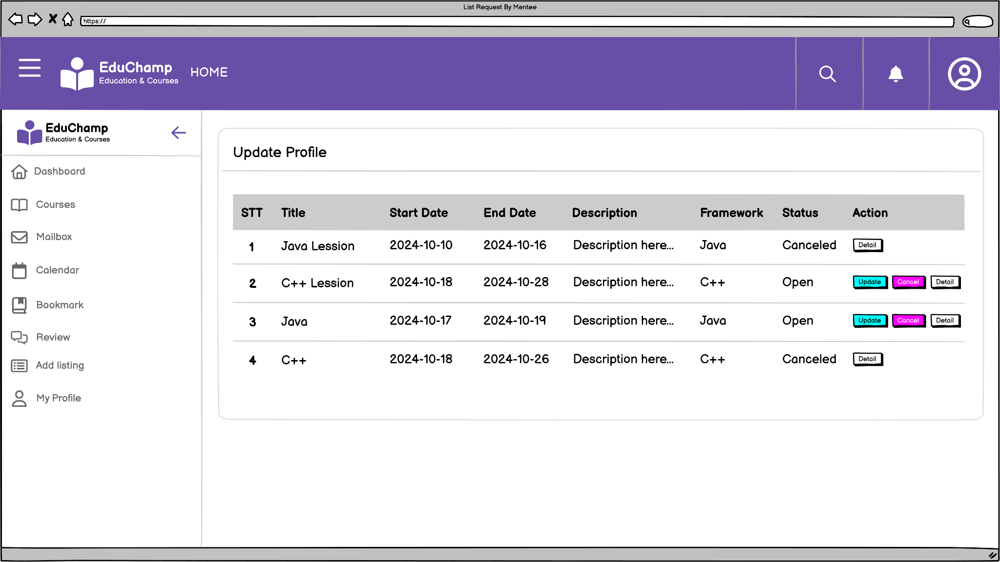 List Request By Mentee
https://
EduChamp
Education & Courses
HOME
EduChamp
Education & Courses
Dashboard
Courses
Mailbox
Calendar
Bookmark
Review
Add listing
My Profile
Update Profile
STT Title Start Date End Date Description Framework Status Action
1 Java Lession 2024-10-10 2024-10-16 Description here... Java Canceled Detail
2 C++ Lession 2024-10-18 2024-10-28 Description here... C++ Open Update Cancel Detail
3 Java 2024-10-17 2024-10-19 Description here... Java Open Update Cancel Detail
4 C++ 2024-10-18 2024-10-26 Description here... C++ Canceled Detail